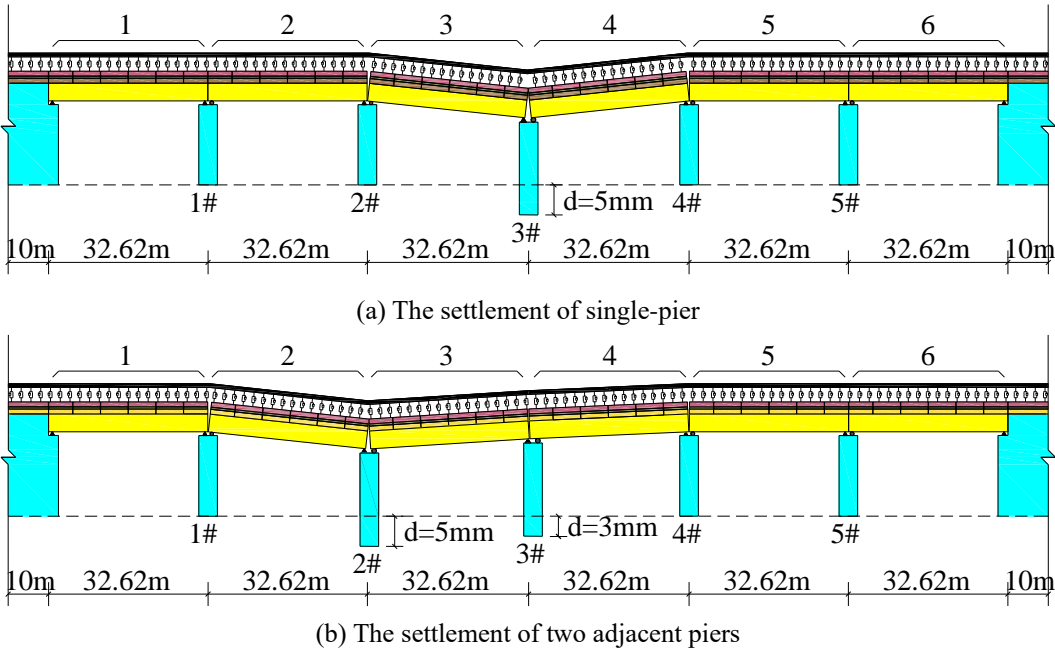 1 2 3 4 5 6
1# 2# 4# 5#
d=5mm
3#
10m 32.62m 32.62m 32.62m 32.62m 32.62m 32.62m 10m
(a) The settlement of single-pier
1 2 3 4 5 6
1# 4# 5#
d=5mm d=3mm
2# 3#
10m 32.62m 32.62m 32.62m 32.62m 32.62m 32.62m 10m
(b) The settlement of two adjacent piers